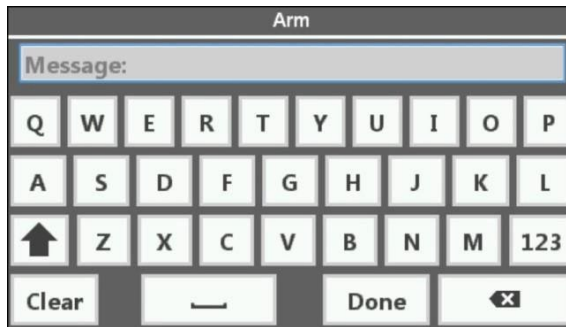 Arm
Message:
Q W E R T Y U I O P
A S D F G H J K L
Z X C V B N M 123
Clear Done